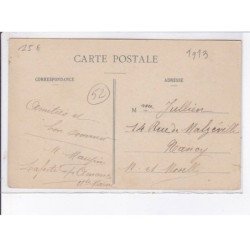 25 €
1913
CARTE POSTALE
CORRESPONDANCE
ADRESSE
52
Mme Jullien
14 Rue de Malzéville
Nancy
M. et Moselle
Amitiés et
bon souvenir
M.